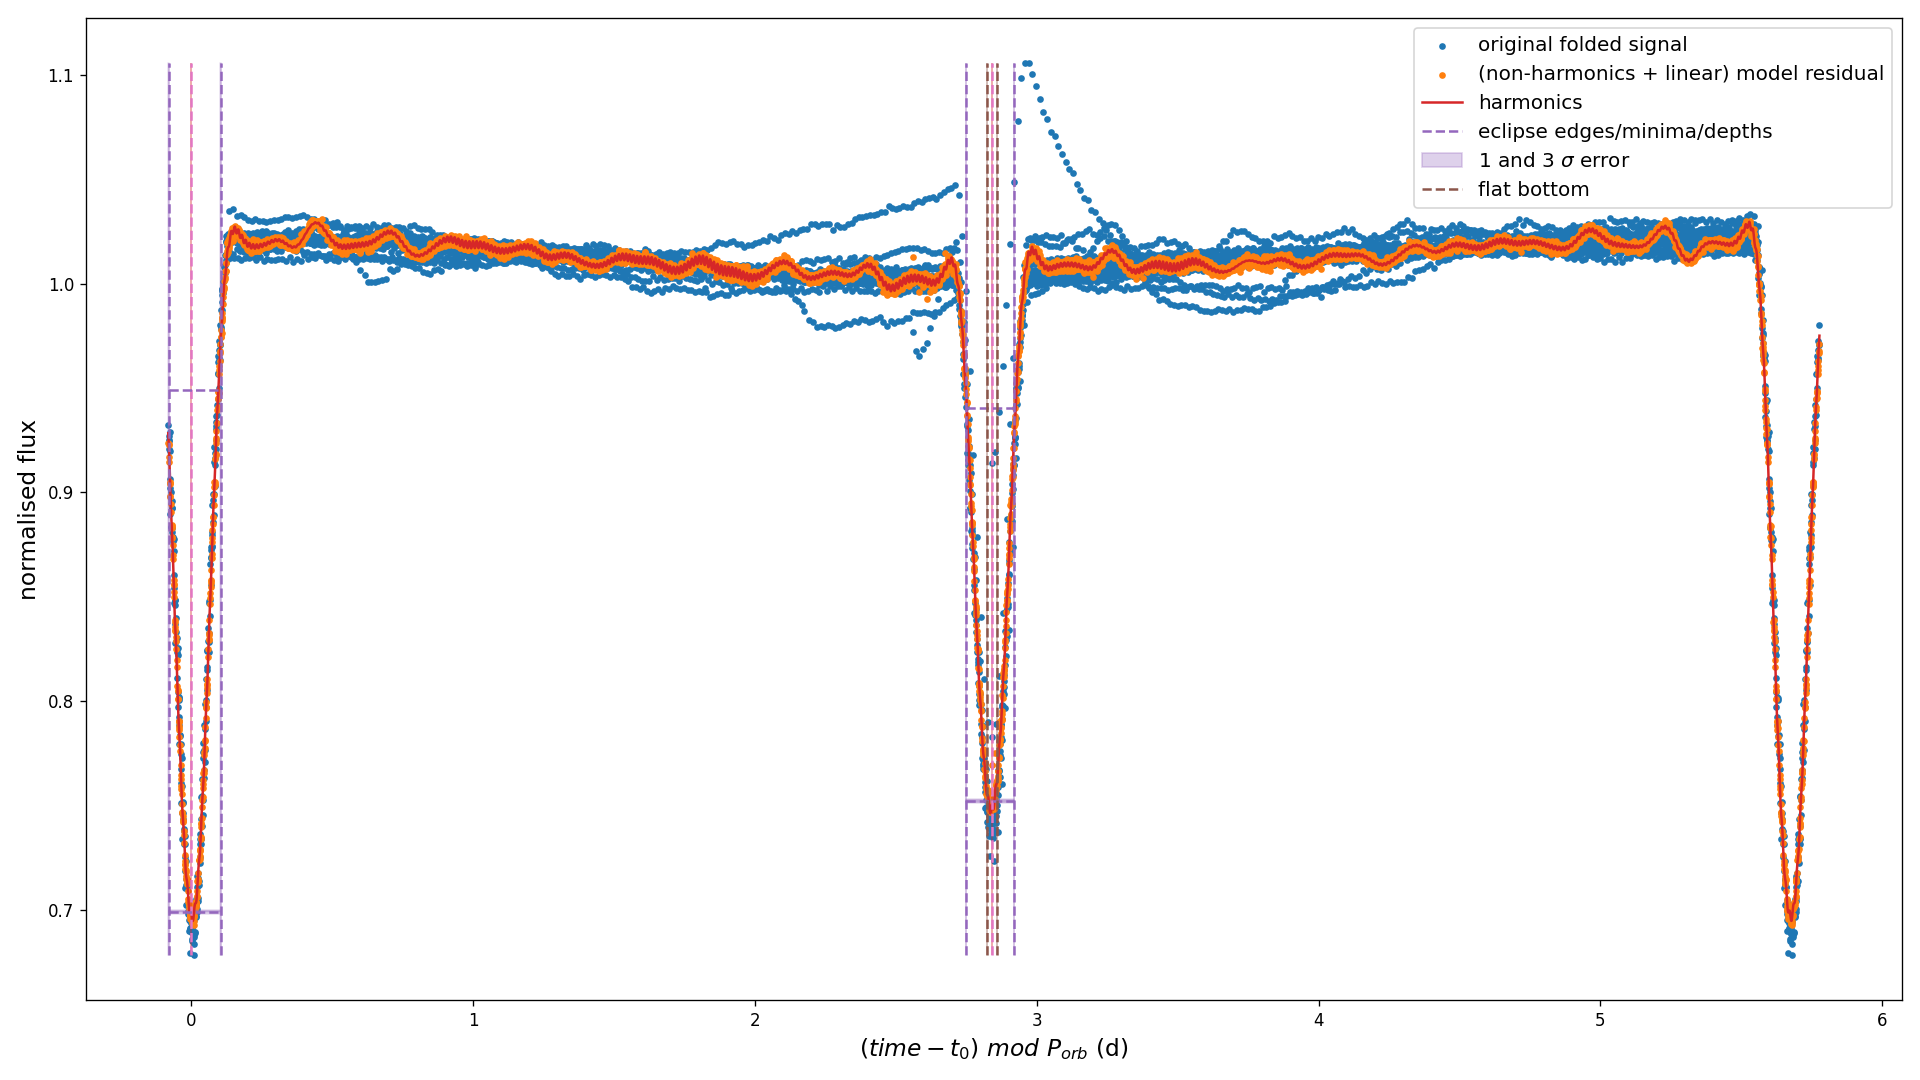 original folded signal
(non-harmonics + linear) model residual
harmonics
eclipse edges/minima/depths
1 and 3 σ error
flat bottom
normalised flux
1.1
1.0
0.9
0.8
0.7
0 1 2 3 4 5 6
(time − t₀) mod Pₒᵣ₆ (d)